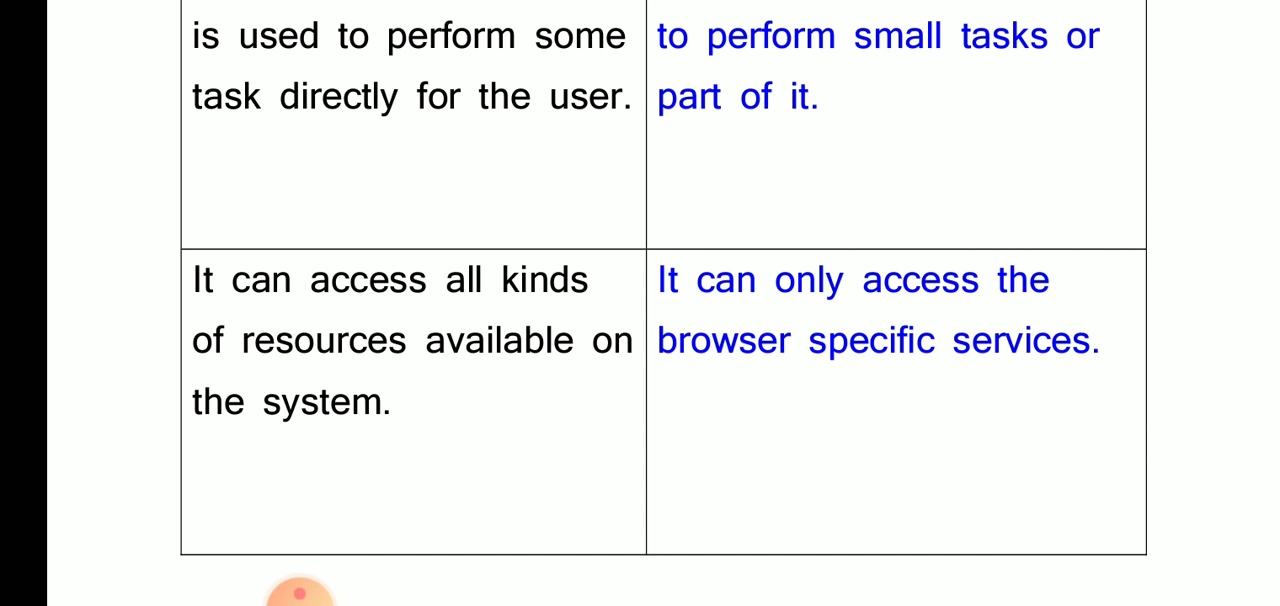 is used to perform some
task directly for the user.
to perform small tasks or
part of it.
It can access all kinds
of resources available on
the system.
It can only access the
browser specific services.